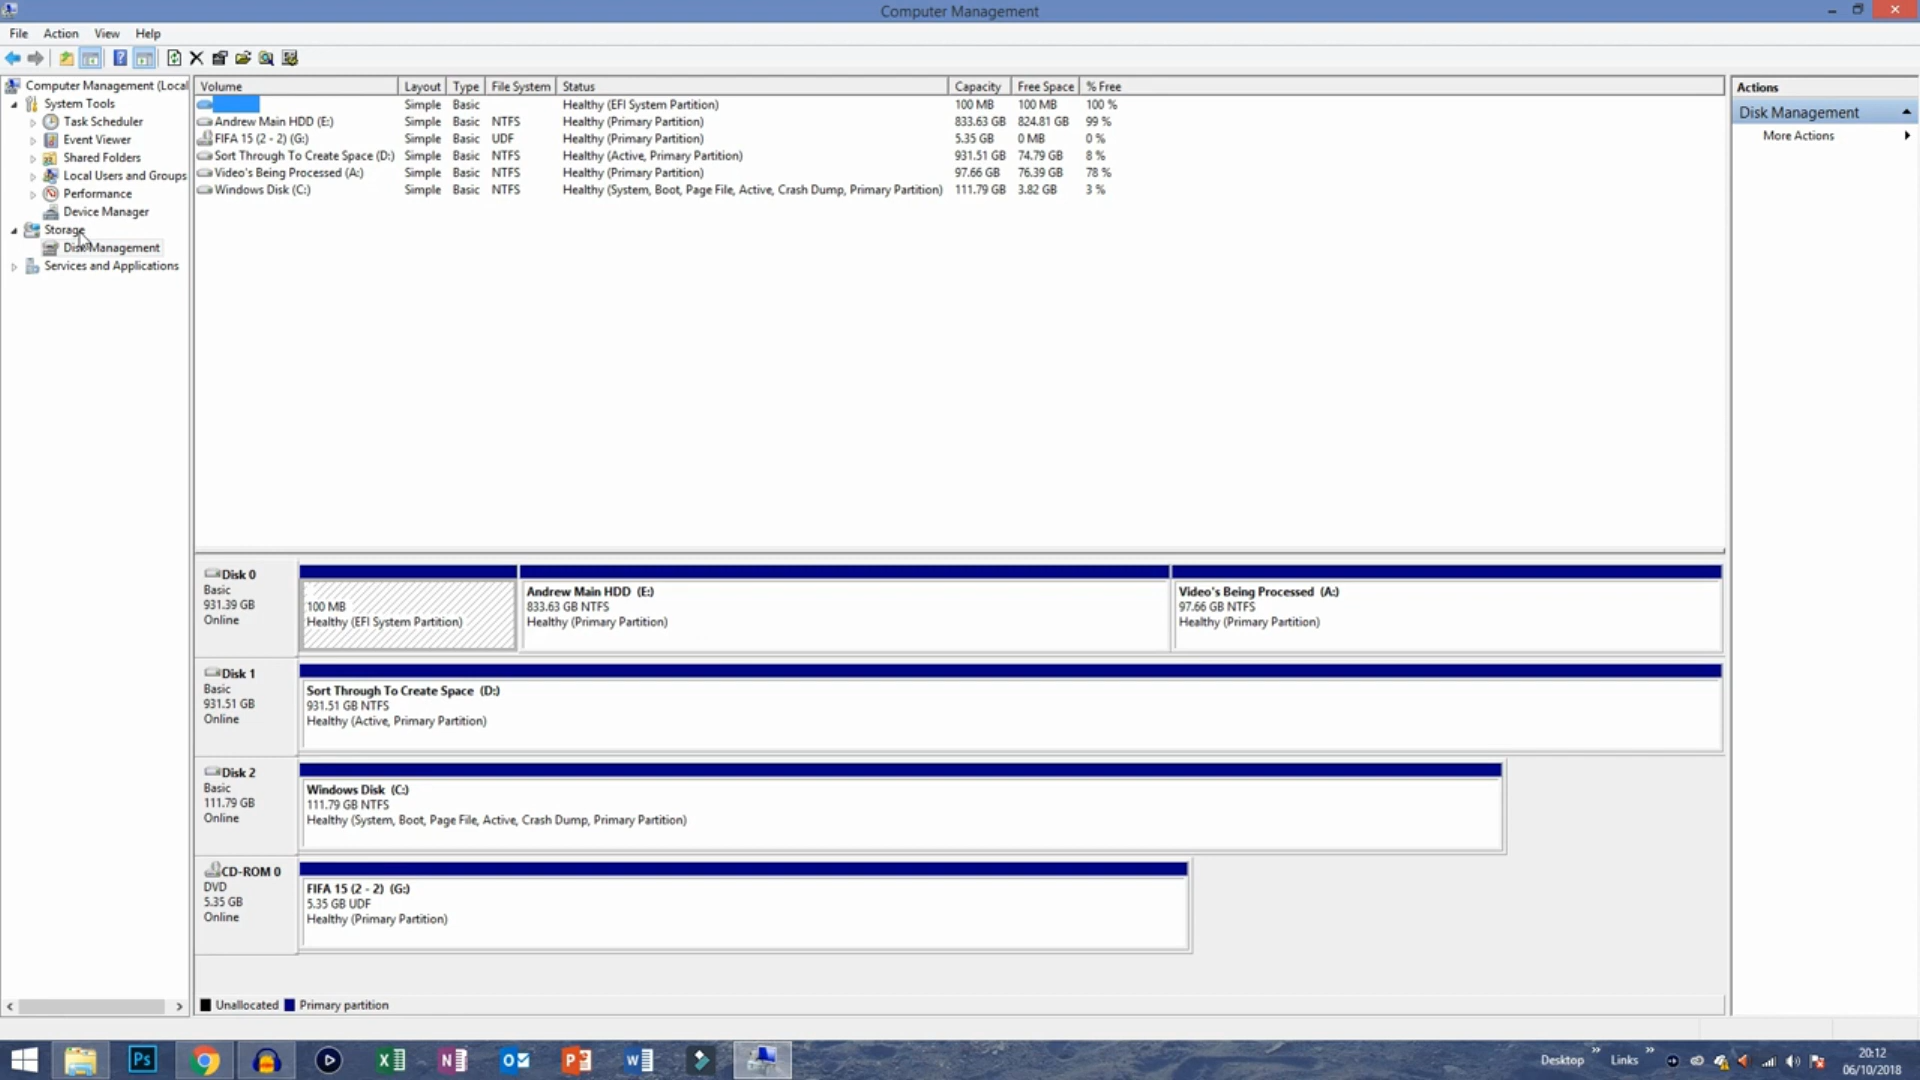 Computer Management
File Action View Help
Computer Management (Local
System Tools
Task Scheduler
Event Viewer
Shared Folders
Local Users and Groups
Performance
Device Manager
Storage
Disk Management
Services and Applications
Volume Layout Type File System Status Capacity Free Space % Free
Simple Basic Healthy (EFI System Partition) 100 MB 100 MB 100 %
Andrew Main HDD (E:) Simple Basic NTFS Healthy (Primary Partition) 833.63 GB 824.81 GB 99 %
FIFA 15 (2 - 2) (G:) Simple Basic UDF Healthy (Primary Partition) 5.35 GB 0 MB 0 %
Sort Through To Create Space (D:) Simple Basic NTFS Healthy (Active, Primary Partition) 931.51 GB 74.79 GB 8 %
Video's Being Processed (A:) Simple Basic NTFS Healthy (Primary Partition) 97.66 GB 76.39 GB 78 %
Windows Disk (C:) Simple Basic NTFS Healthy (System, Boot, Page File, Active, Crash Dump, Primary Partition) 111.79 GB 3.82 GB 3 %
Actions
Disk Management
More Actions
Disk 0
Basic
931.39 GB
Online
100 MB
Healthy (EFI System Partition)
Andrew Main HDD (E:)
833.63 GB NTFS
Healthy (Primary Partition)
Video's Being Processed (A:)
97.66 GB NTFS
Healthy (Primary Partition)
Disk 1
Basic
931.51 GB
Online
Sort Through To Create Space (D:)
931.51 GB NTFS
Healthy (Active, Primary Partition)
Disk 2
Basic
111.79 GB
Online
Windows Disk (C:)
111.79 GB NTFS
Healthy (System, Boot, Page File, Active, Crash Dump, Primary Partition)
CD-ROM 0
DVD
5.35 GB
Online
FIFA 15 (2 - 2) (G:)
5.35 GB UDF
Healthy (Primary Partition)
Unallocated Primary partition
Ps
Desktop Links
20:12
06/10/2018